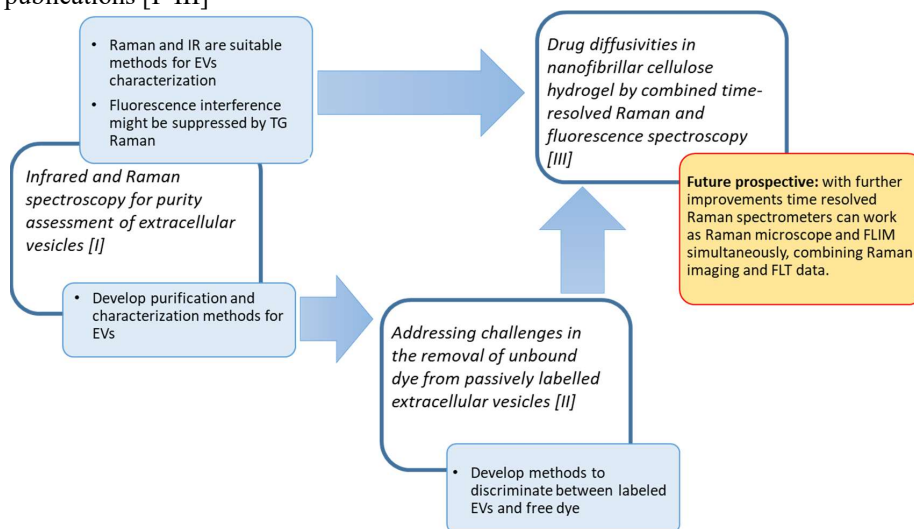 publications [I-III]
• Raman and IR are suitable
methods for EVs
characterization
• Fluorescence interference
might be suppressed by TG
Raman
Infrared and Raman
spectroscopy for purity
assessment of extracellular
vesicles [I]
• Develop purification and
characterization methods for
EVs
Addressing challenges in
the removal of unbound
dye from passively labelled
extracellular vesicles [II]
• Develop methods to
discriminate between labeled
EVs and free dye
Drug diffusivities in
nanofibrillar cellulose
hydrogel by combined time-
resolved Raman and
fluorescence spectroscopy
[III]
Future prospective: with further
improvements time resolved
Raman spectrometers can work
as Raman microscope and FLIM
simultaneously, combining Raman
imaging and FLT data.